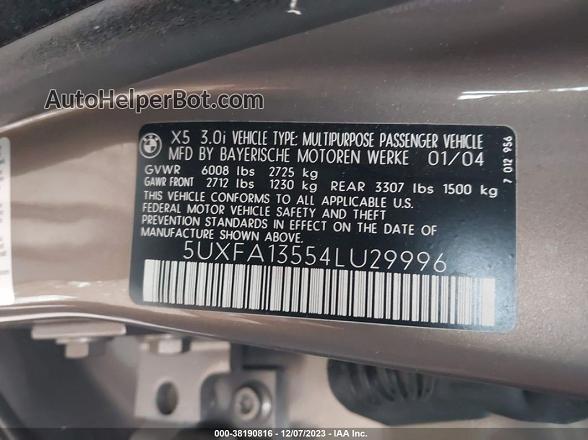 AutoHelperBot.com
X5 3.0i VEHICLE TYPE: MULTIPURPOSE PASSENGER VEHICLE
MFD BY BAYERISCHE MOTOREN WERKE 01/04
GVWR 6008 lbs 2725 kg
GAWR FRONT 2712 lbs 1230 kg REAR 3307 lbs 1500 kg
THIS VEHICLE CONFORMS TO ALL APPLICABLE U.S.
FEDERAL MOTOR VEHICLE SAFETY AND THEFT
PREVENTION STANDARDS IN EFFECT ON THE DATE OF
MANUFACTURE SHOWN ABOVE.
5UXFA13554LU29996
7 012 956
000-38190816 - 12/07/2023 - IAAI.COM